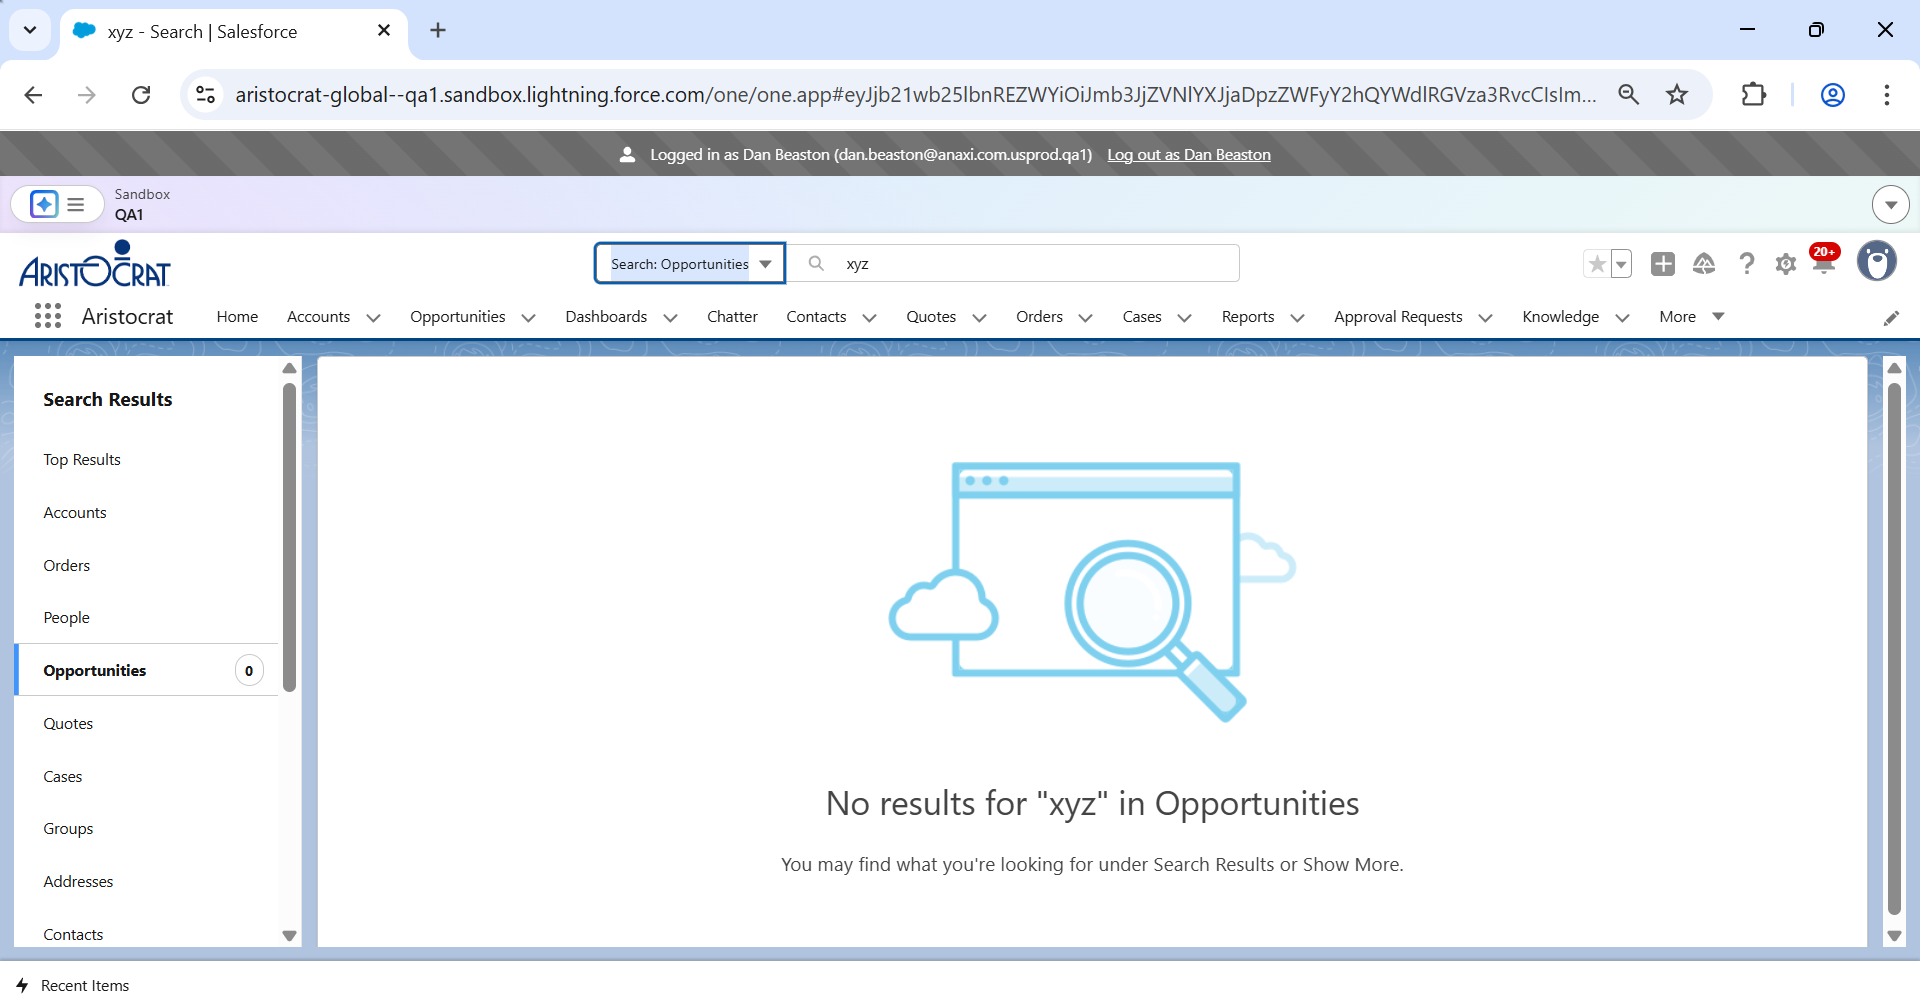 xyz - Search | Salesforce
aristocrat-global--qa1.sandbox.lightning.force.com/one/one.app#eyJjb21wb25lbnREZWYiOiJmb3JjZVNlYXJjaDpzZWFyY2hQYWdlRGVza3RvcCIsIm...
Logged in as Dan Beaston (dan.beaston@anaxi.com.usprod.qa1) Log out as Dan Beaston
Sandbox
QA1
ARISTOCRAT
Search: Opportunities
xyz
20+
Aristocrat
Home
Accounts
Opportunities
Dashboards
Chatter
Contacts
Quotes
Orders
Cases
Reports
Approval Requests
Knowledge
More
Search Results
Top Results
Accounts
Orders
People
Opportunities 0
Quotes
Cases
Groups
Addresses
Contacts
No results for "xyz" in Opportunities
You may find what you're looking for under Search Results or Show More.
Recent Items